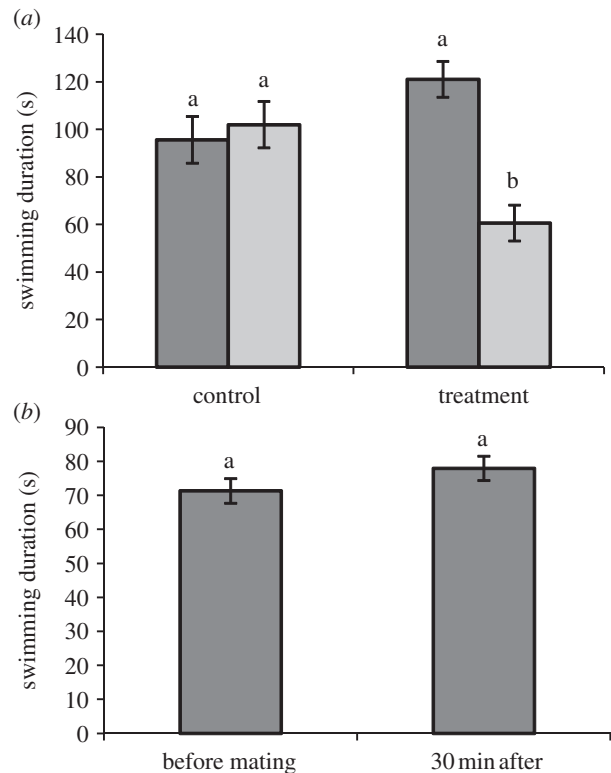 (a)
swimming duration (s)
140
120
100
80
60
40
20
0
a
a
a
b
control
treatment
(b)
swimming duration (s)
90
80
70
60
50
40
30
20
10
0
a
a
before mating
30 min after